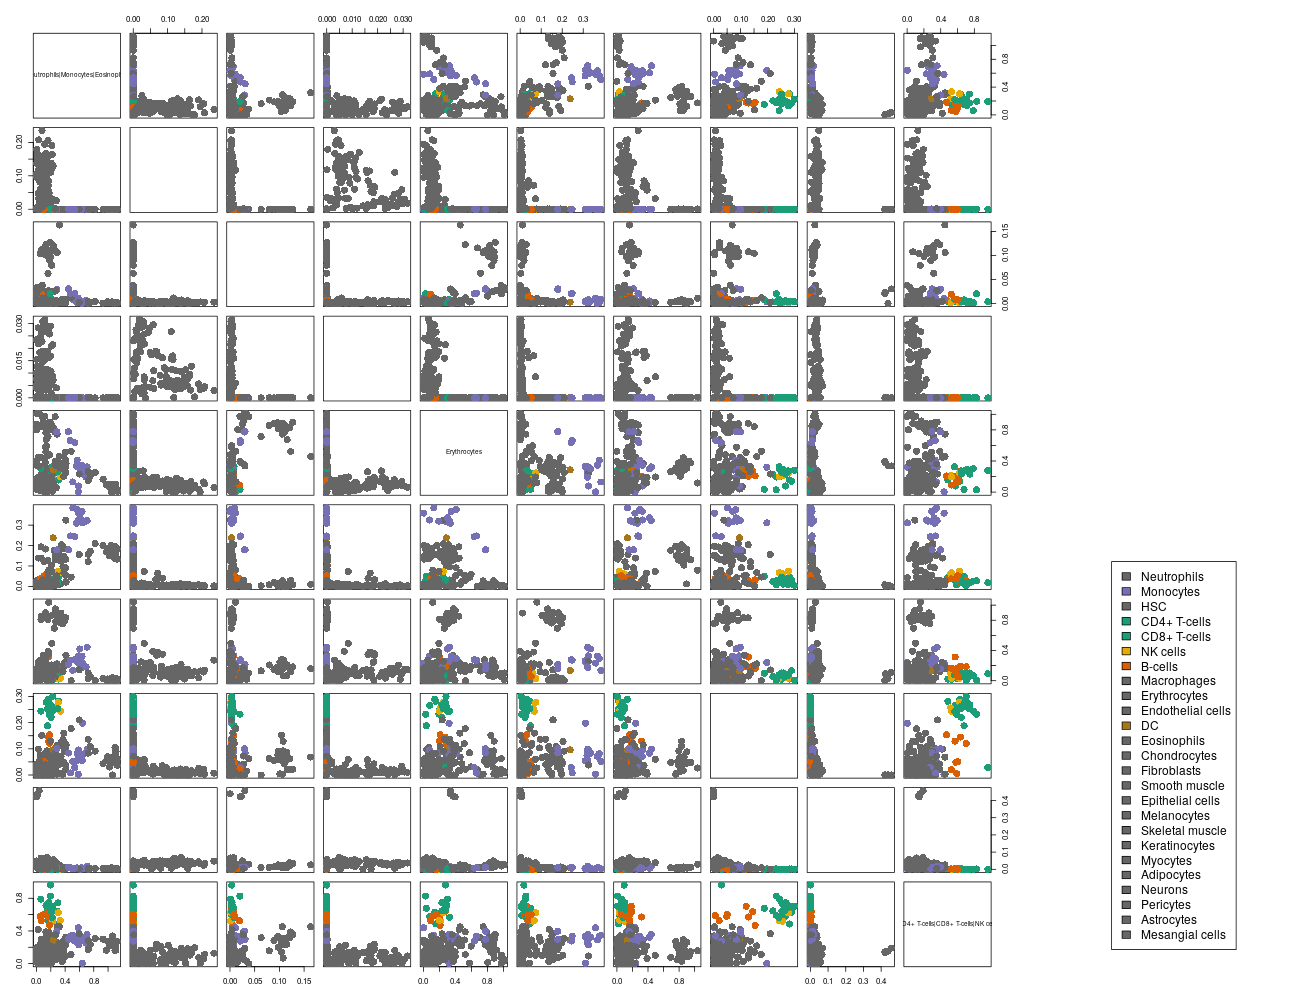 0.00 0.10 0.20 0.000 0.010 0.030 0.0 0.1 0.2 0.3 0.00 0.10 0.20 0.30 0.0 0.4 0.8
utrophils|Monocytes|Eosinopl
0.0 0.4 0.8
0.00 0.10 0.20
0.00 0.05 0.10 0.15
0.000 0.015 0.030
Erythrocytes
0.0 0.4 0.8
0.0 0.1 0.2 0.3
0.0 0.4 0.8
0.00 0.10 0.20 0.30
0.0 0.1 0.2 0.3 0.4
D4+ T-cells|CD8+ T-cells|NK ce
0.0 0.4 0.8
0.0 0.4 0.8 0.00 0.05 0.10 0.15 0.0 0.4 0.8 0.0 0.4 0.8 0.0 0.1 0.2 0.3 0.4
Neutrophils
Monocytes
HSC
CD4+ T-cells
CD8+ T-cells
NK cells
B-cells
Macrophages
Erythrocytes
Endothelial cells
DC
Eosinophils
Chondrocytes
Fibroblasts
Smooth muscle
Epithelial cells
Melanocytes
Skeletal muscle
Keratinocytes
Myocytes
Adipocytes
Neurons
Pericytes
Astrocytes
Mesangial cells